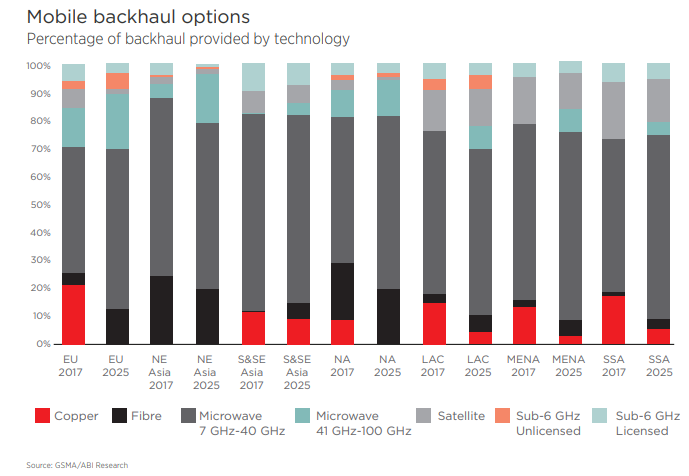 Mobile backhaul options
Percentage of backhaul provided by technology
100%
90%
80%
70%
60%
50%
40%
30%
20%
10%
0%
EU
2017
EU
2025
NE
Asia
2017
NE
Asia
2025
S&SE
Asia
2017
S&SE
Asia
2025
NA
2017
NA
2025
LAC
2017
LAC
2025
MENA
2017
MENA
2025
SSA
2017
SSA
2025
Copper
Fibre
Microwave
7 GHz-40 GHz
Microwave
41 GHz-100 GHz
Satellite
Sub-6 GHz
Unlicensed
Sub-6 GHz
Licensed
Source: GSMA/ABI Research